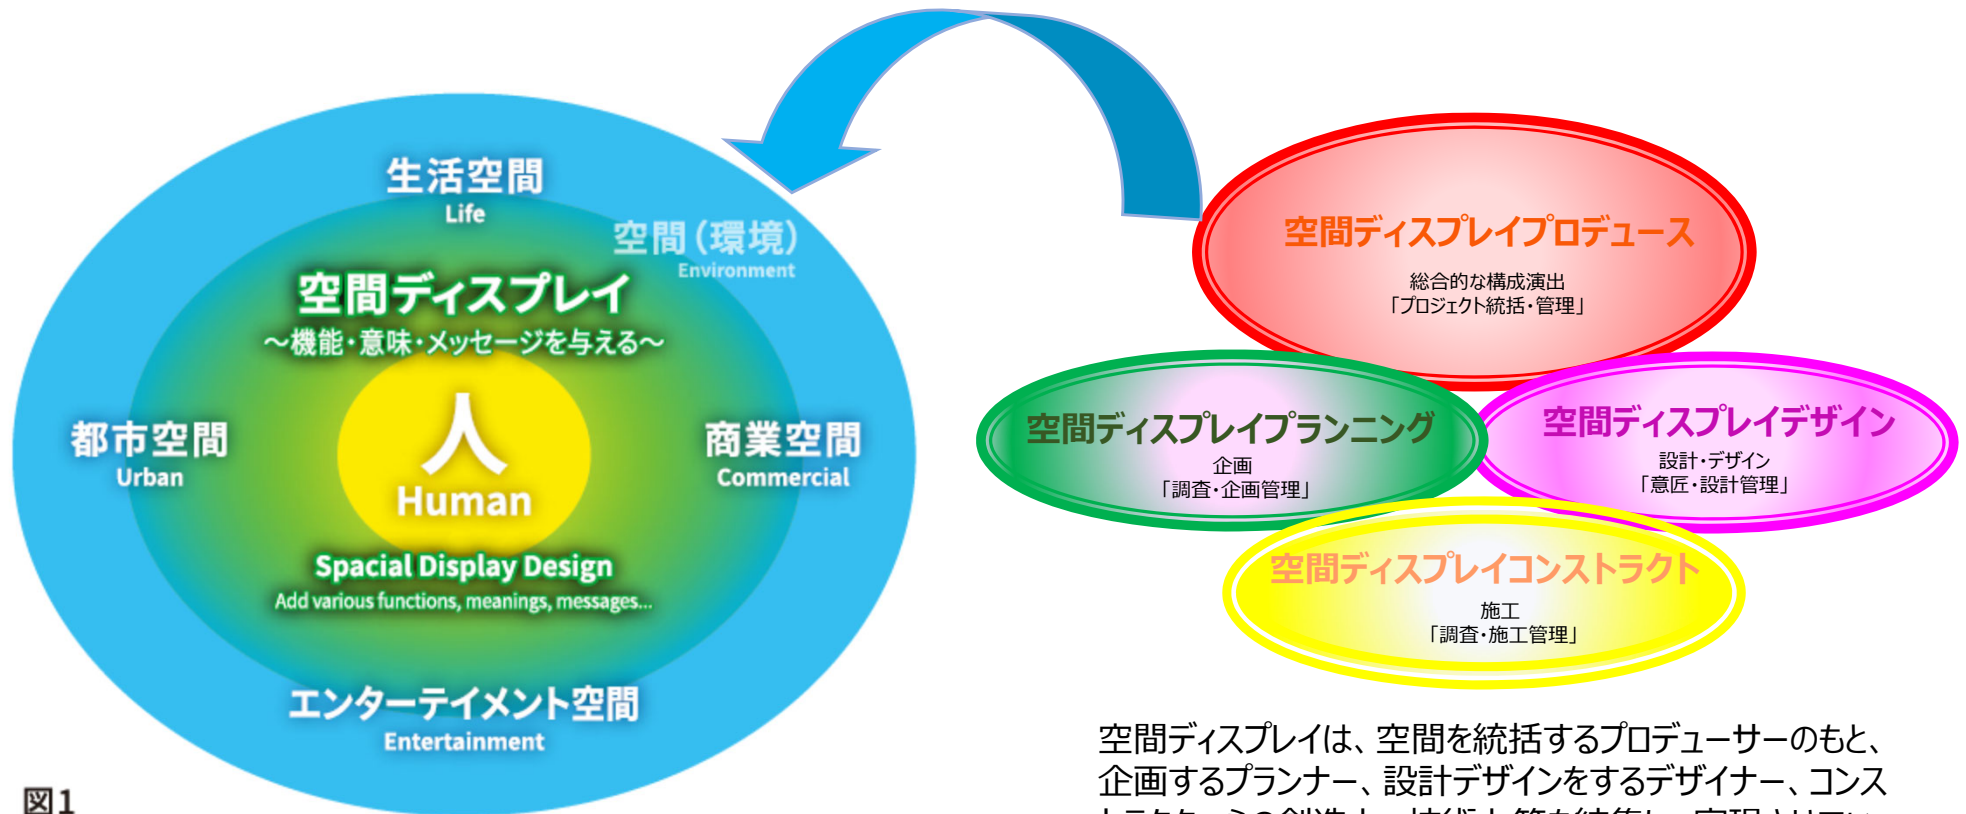 生活空間
Life
空間(環境)
Environment
空間ディスプレイ
～機能・意味・メッセージを与える～
人
Human
都市空間
Urban
商業空間
Commercial
Spacial Display Design
Add various functions, meanings, messages...
エンターテイメント空間
Entertainment
図1
空間ディスプレイプロデュース
総合的な構成演出
「プロジェクト統括・管理」
空間ディスプレイプランニング
企画
「調査・企画管理」
空間ディスプレイデザイン
設計・デザイン
「意匠・設計管理」
空間ディスプレイコンストラクト
施工
「調査・施工管理」
空間ディスプレイは、空間を統括するプロデューサーのもと、
企画するプランナー、設計デザインをするデザイナー、コンス